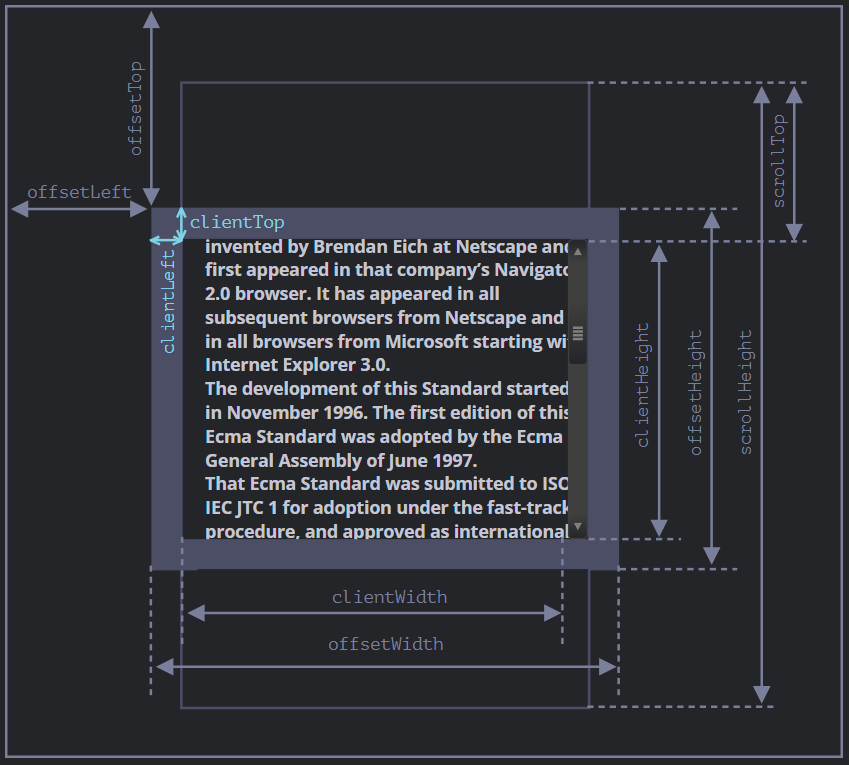 offsetTop
scrollTop
offsetLeft
clientTop
clientLeft
invented by Brendan Eich at Netscape and
first appeared in that company’s Navigato
2.0 browser. It has appeared in all
subsequent browsers from Netscape and
in all browsers from Microsoft starting wi
Internet Explorer 3.0.
The development of this Standard started
in November 1996. The first edition of this
Ecma Standard was adopted by the Ecma
General Assembly of June 1997.
That Ecma Standard was submitted to ISO
IEC JTC 1 for adoption under the fast-track
procedure, and approved as international
clientHeight
offsetHeight
scrollHeight
clientWidth
offsetWidth